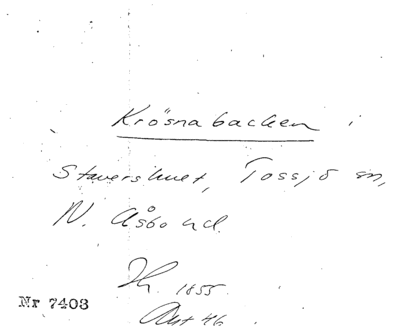 Krösnabacken i
Stavershult, Tossjö sn,
N. Åsbo hd.
1855
Nr 7403
Akt 46